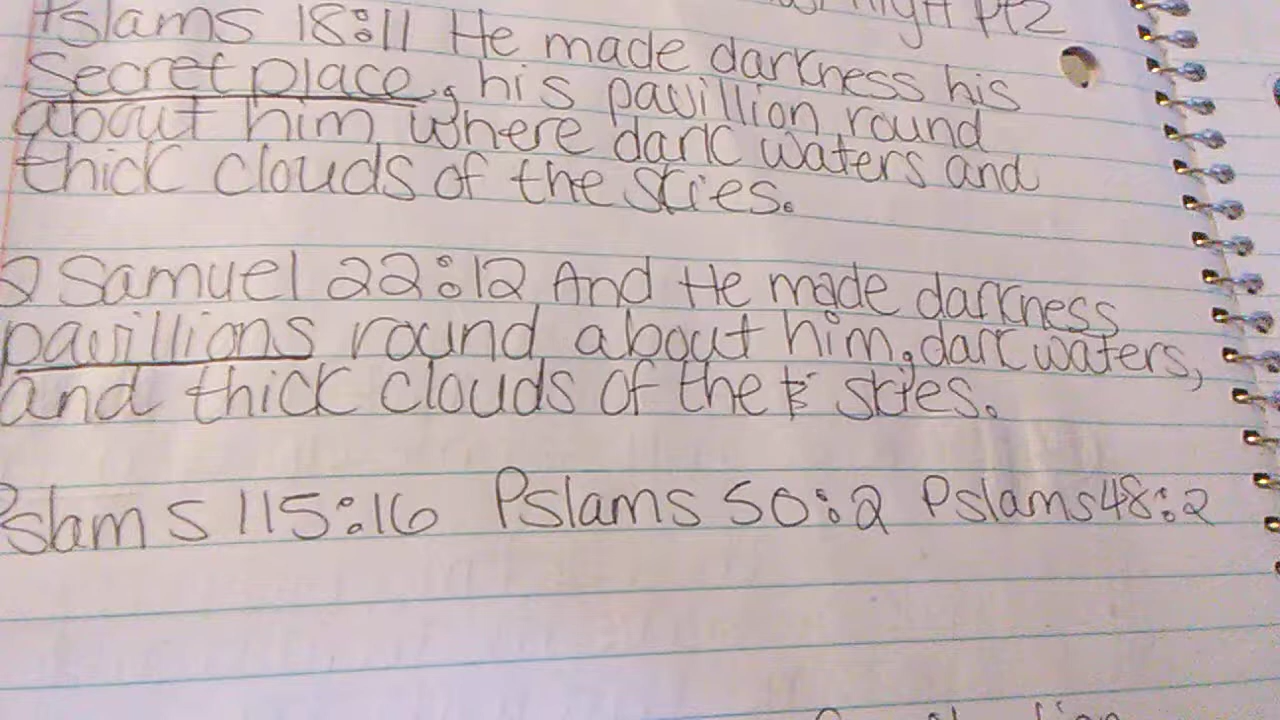 Pt2
Pslams 18:11 He made darkness his
Secret place, his pavillion round
about him where dark waters and
thick clouds of the skies.
2 Samuel 22:12 And He made darkness
pavillions round about him, dark waters,
and thick clouds of the skies.
Pslams 115:16 Pslams 50:2 Pslams 48:2